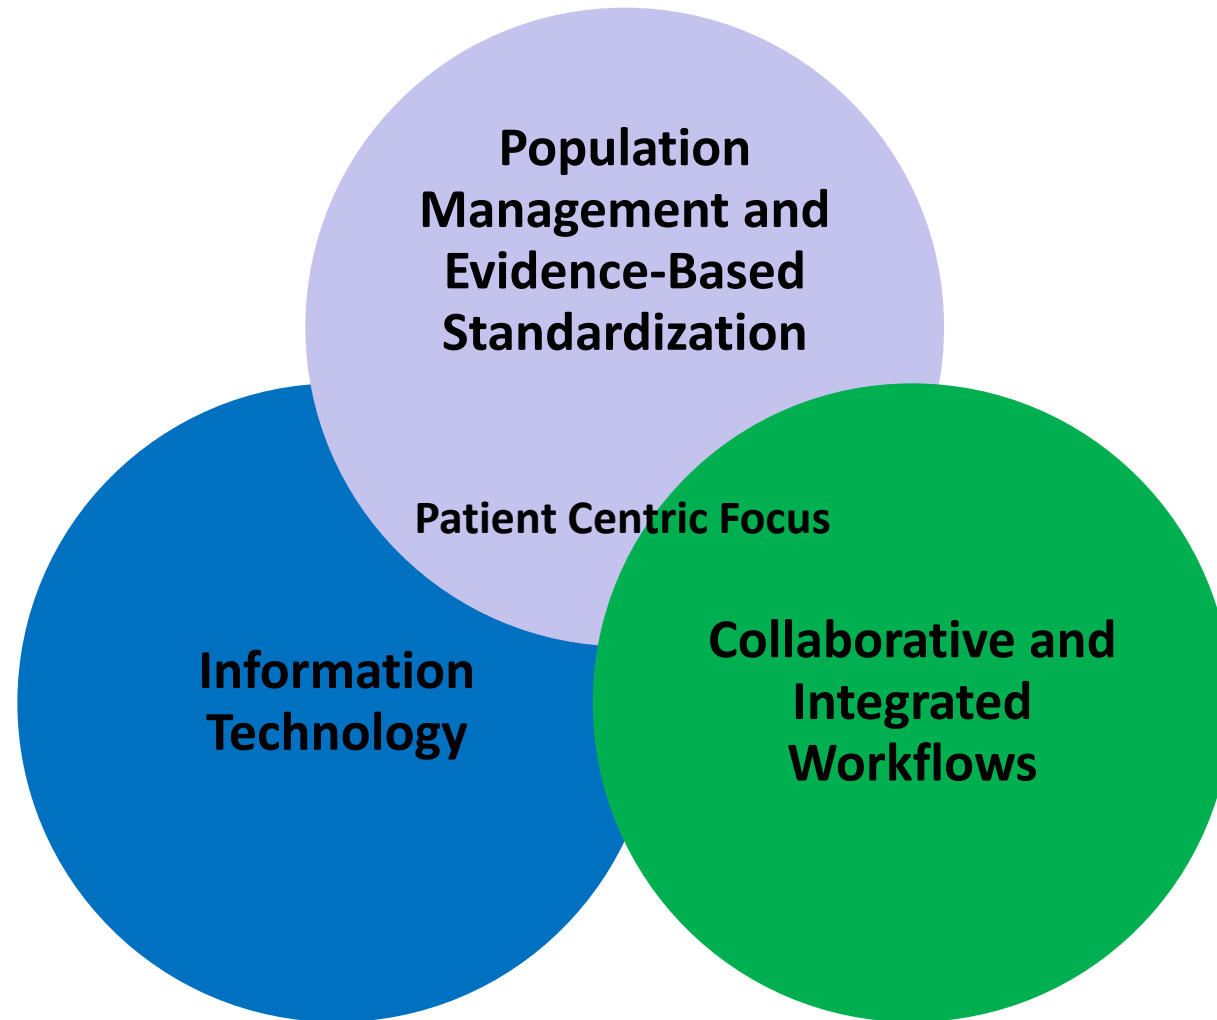 Population
Management and
Evidence-Based
Standardization
Patient Centric Focus
Information
Technology
Collaborative and
Integrated
Workflows